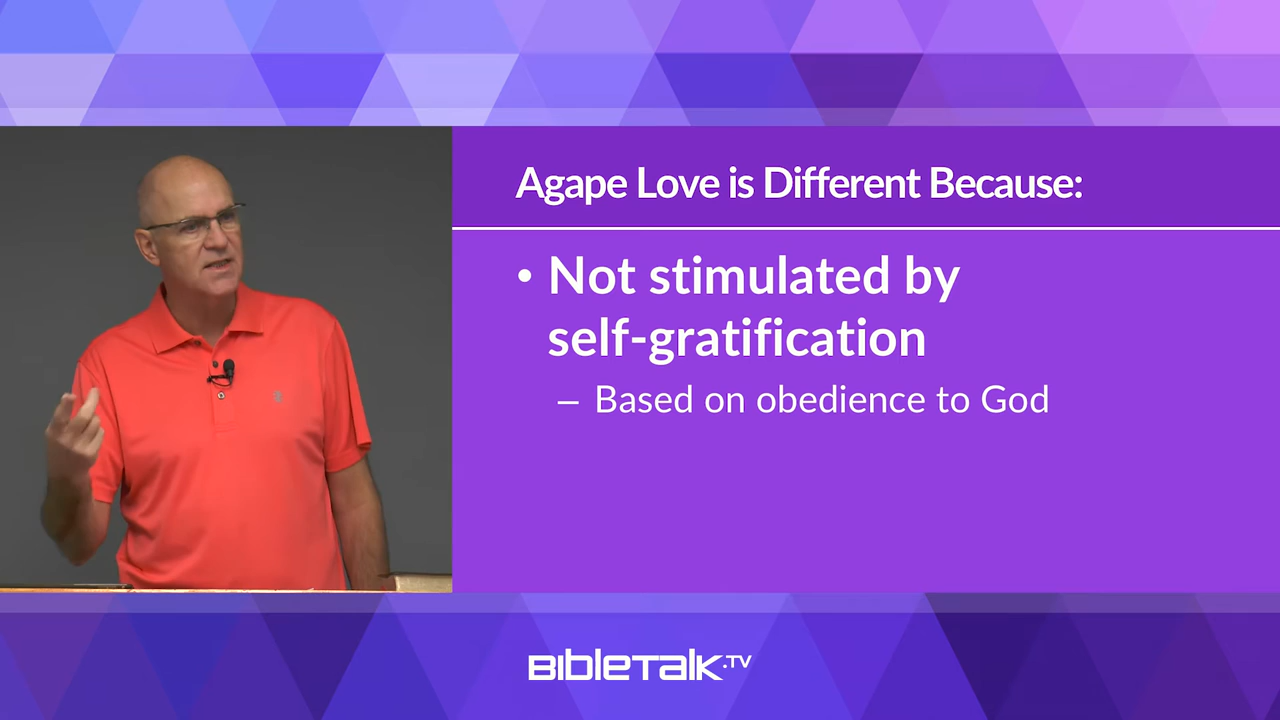 Agape Love is Different Because:
• Not stimulated by
self-gratification
– Based on obedience to God
BibleTalk.TV